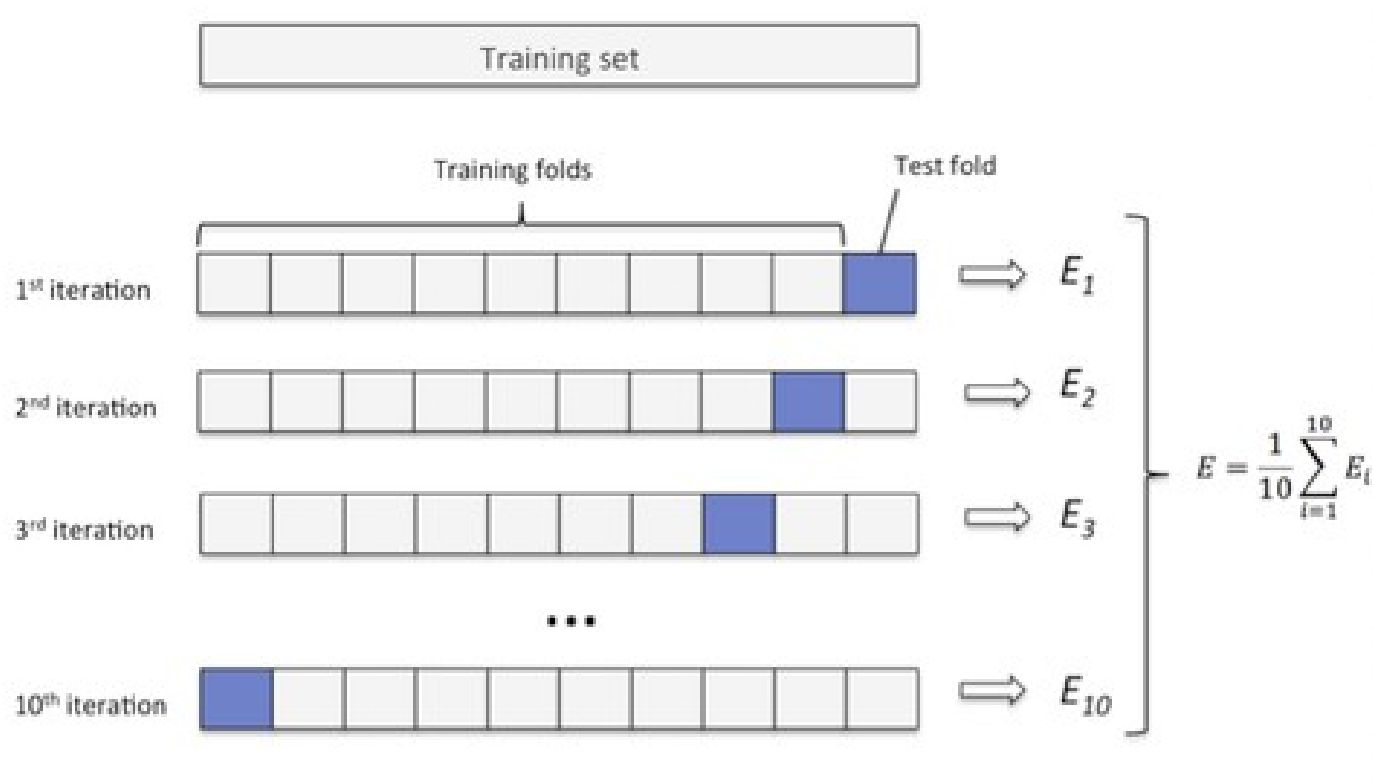 Training set
Training folds
Test fold
1st iteration
E1
2nd iteration
E2
3rd iteration
E3
...
10th iteration
E10
E = 1/10 ∑ i=1 10 Ei